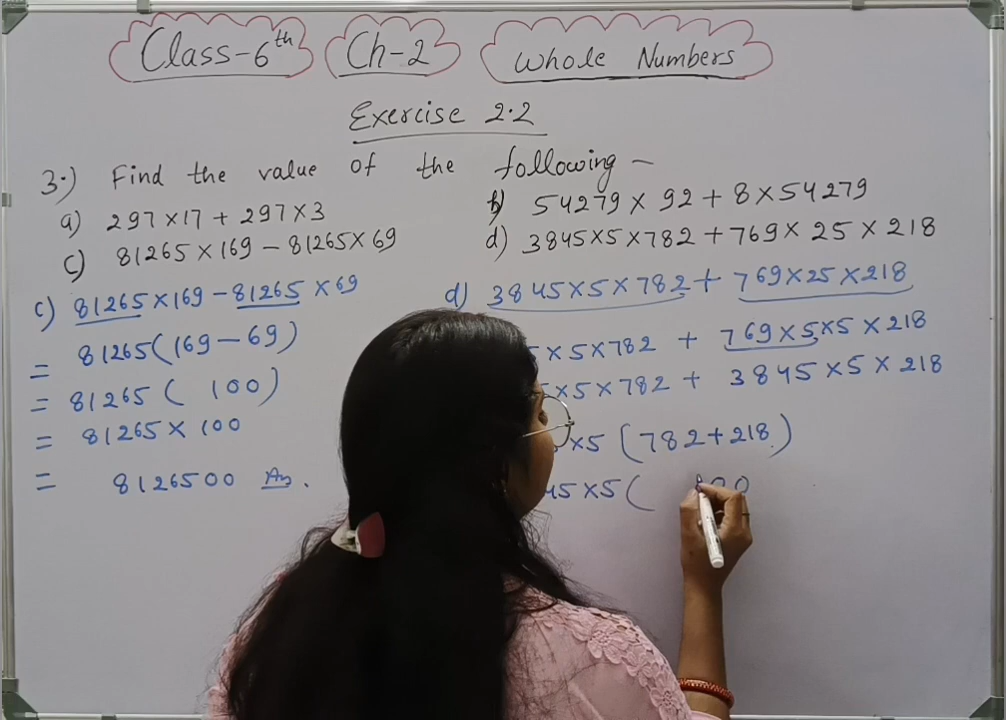 Class-6th Ch-2 Whole Numbers
Exercise 2.2
3.) Find the value of the following –
a) 297×17 + 297×3
b) 54279 × 92 + 8×54279
c) 81265×169 – 81265×69
d) 3845×5×782 + 769× 25 ×218
c) 81265×169 – 81265 ×69
= 81265(169 – 69)
= 81265 ( 100)
= 81265 × 100
= 8126500 Ans.
d) 3845×5×782 + 769×25×218
×5×782 + 769×5×5×218
×5×782 + 3845×5×218
×5 (782+218)
45×5(